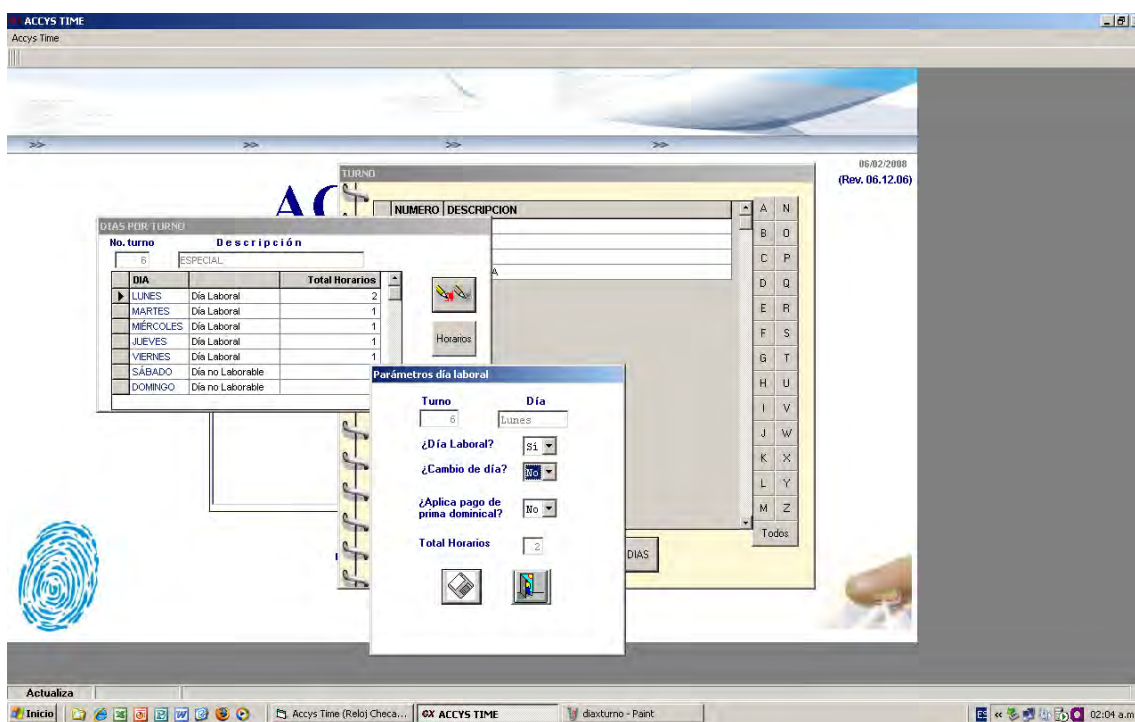 ACCYS TIME
Accys Time
>> >> >> >>
06/02/2008
(Rev. 06.12.06)
TURNO
NUMERO DESCRIPCION
A N
B O
C P
D Q
E R
F S
G T
H U
I V
J W
K X
L Y
M Z
Todos
DIAS
DIAS POR TURNO
No. turno Descripción
6 ESPECIAL
DIA Total Horarios
LUNES Día Laboral 2
MARTES Día Laboral 1
MIÉRCOLES Día Laboral 1
JUEVES Día Laboral 1
VIERNES Día Laboral 1
SÁBADO Día no Laborable
DOMINGO Día no Laborable
Horarios
Parámetros día laboral
Turno Día
6 Lunes
¿Día Laboral? Sí
¿Cambio de día? No
¿Aplica pago de
prima dominical? No
Total Horarios 2
Actualiza
Inicio Accys Time (Reloj Checa... GX ACCYS TIME diaxturno - Paint ES « 02:04 a.m